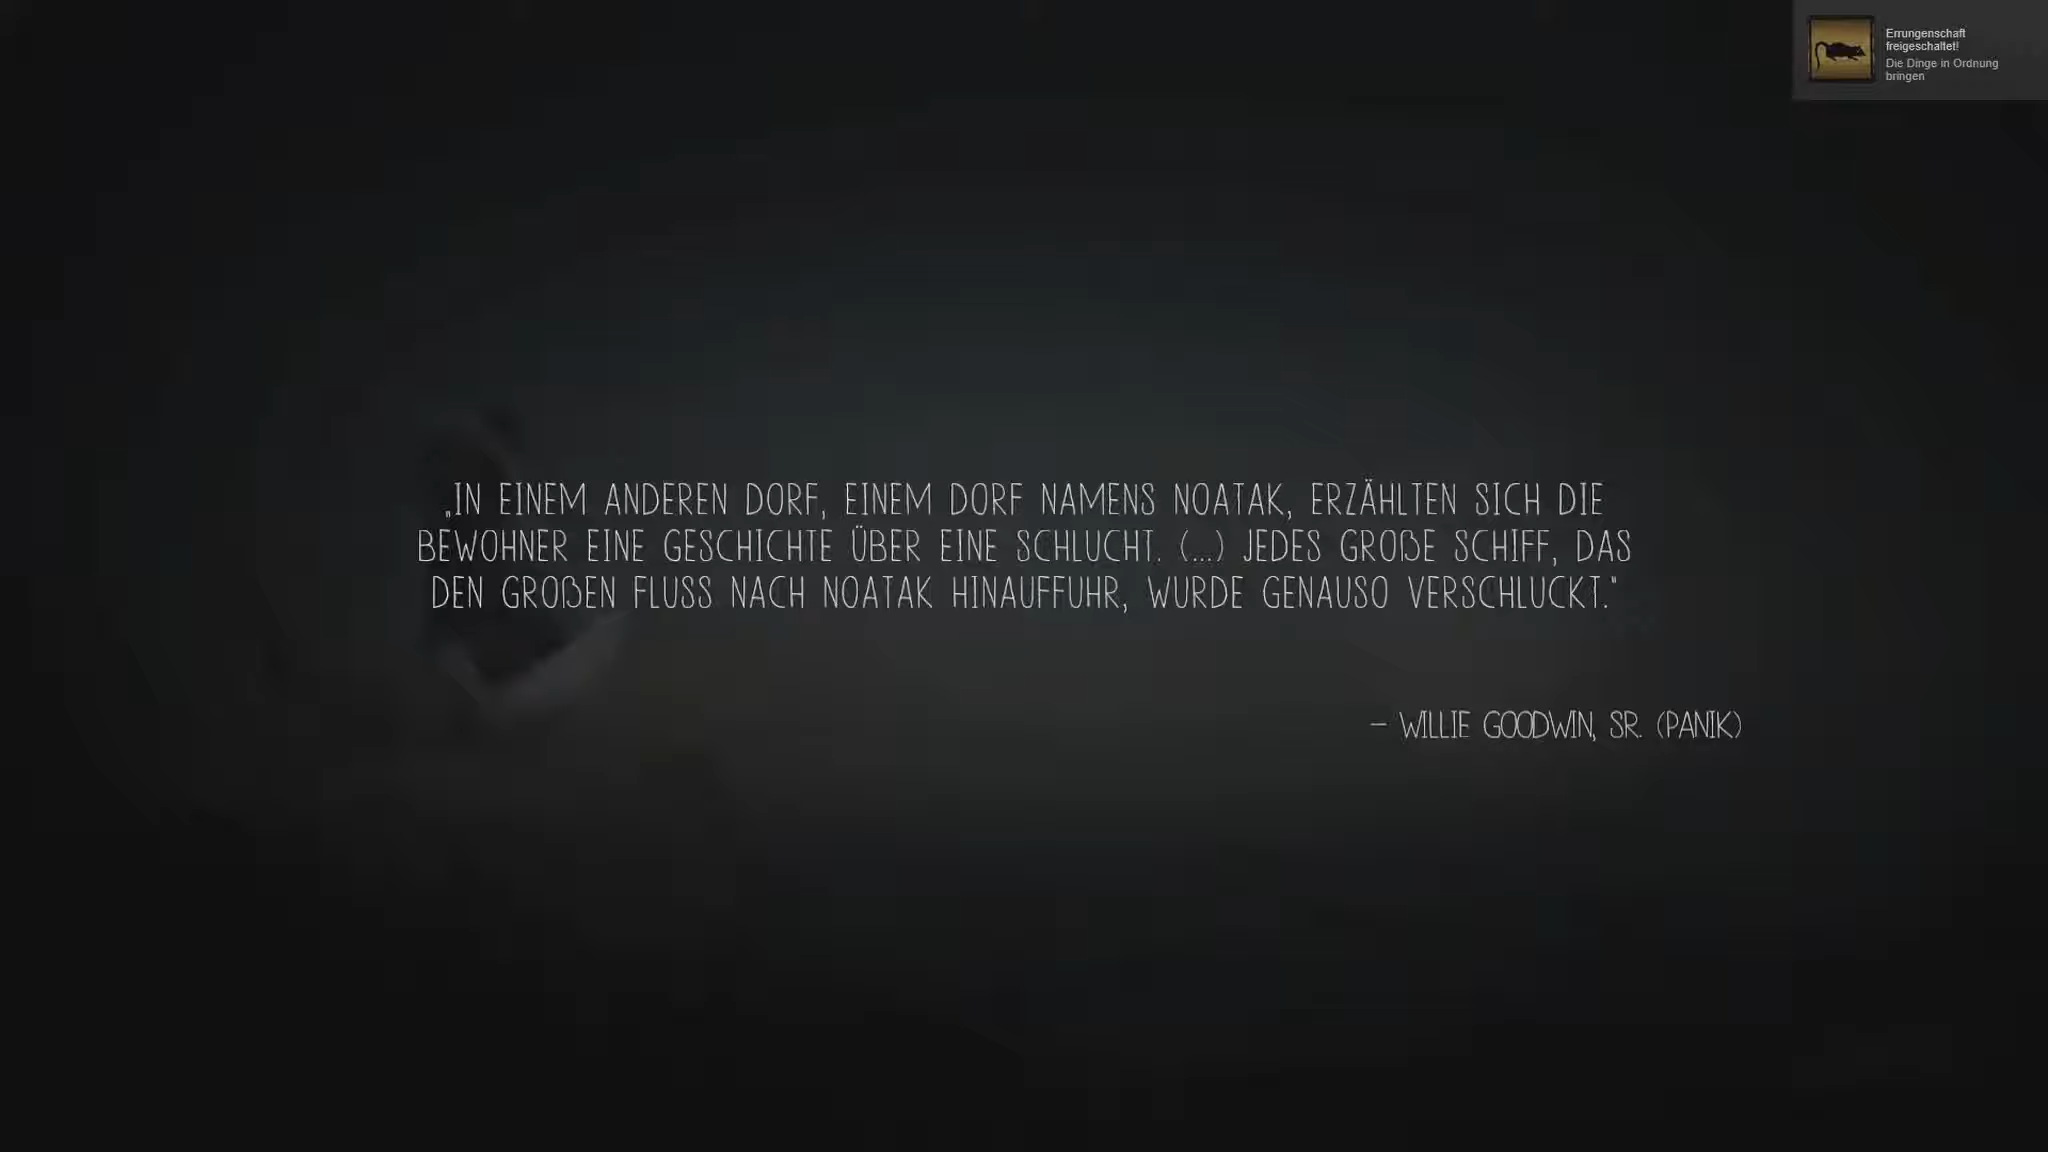 Errungenschaft
freigeschaltet!
Die Dinge in Ordnung
bringen
„IN EINEM ANDEREN DORF, EINEM DORF NAMENS NOATAK, ERZÄHLTEN SICH DIE
BEWOHNER EINE GESCHICHTE ÜBER EINE SCHLUCHT. (...) JEDES GROßE SCHIFF, DAS
DEN GROßEN FLUSS NACH NOATAK HINAUFFUHR, WURDE GENAUSO VERSCHLUCKT."
– WILLIE GOODWIN, SR. (PANIK)